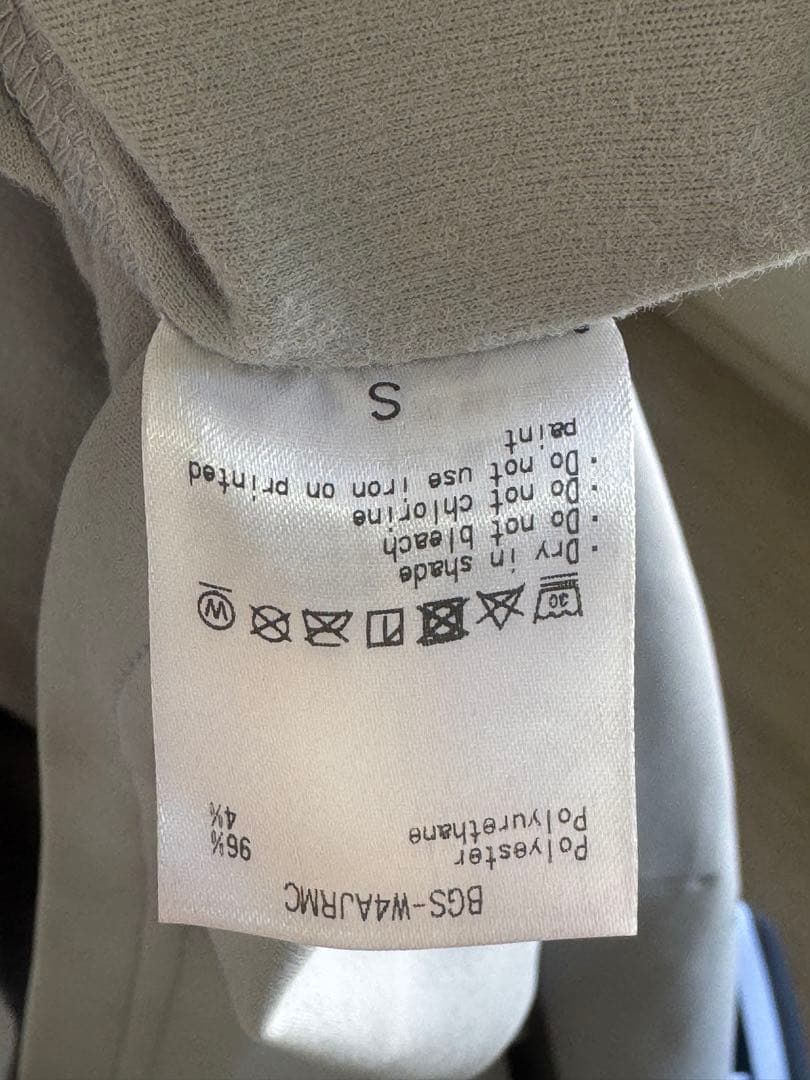 BGS-W4AJRMC
Polyester 96%
Polyurethane 4%
30
W
· Dry in shade
· Do not bleach
· Do not chlorine
· Do not use iron on printed
paint
S